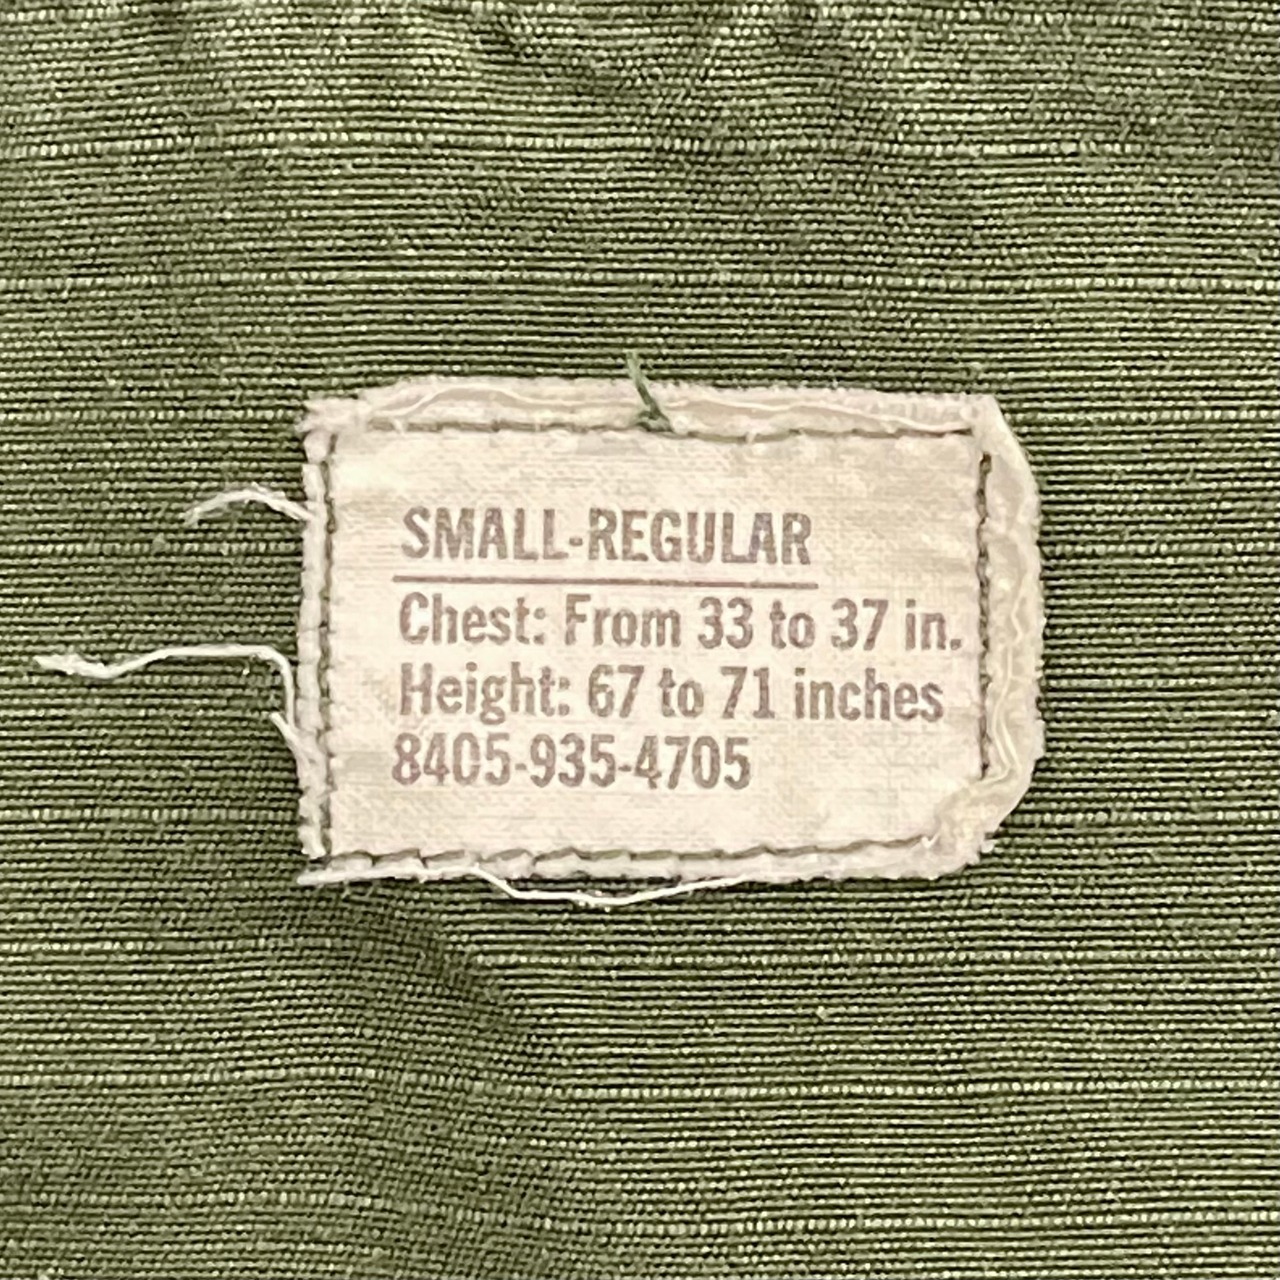 SMALL-REGULAR
Chest: From 33 to 37 in.
Height: 67 to 71 inches
8405-935-4705